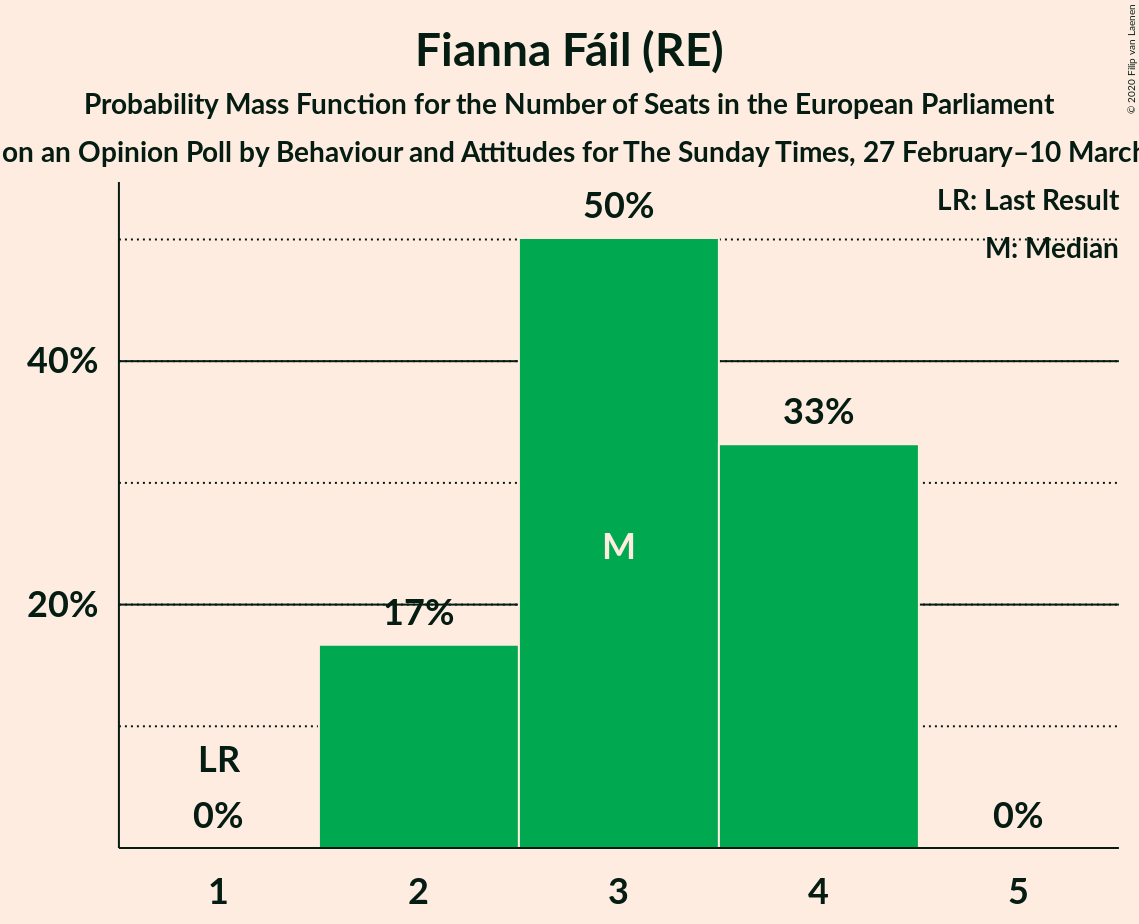 Fianna Fáil (RE)
Probability Mass Function for the Number of Seats in the European Parliament
on an Opinion Poll by Behaviour and Attitudes for The Sunday Times, 27 February–10 March
© 2020 Filip van Laenen
LR: Last Result
M: Median
50%
40%
33%
M
20%
17%
LR
0%
0%
1
2
3
4
5